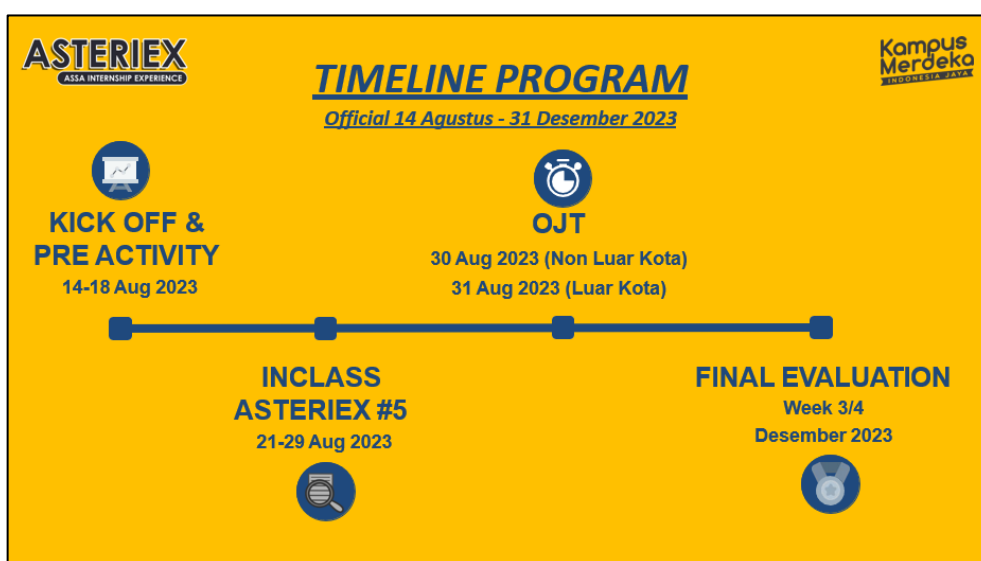 ASTERIEX
ASSA INTERNSHIP EXPERIENCE
Kampus
Merdeka
INDONESIA JAYA
TIMELINE PROGRAM
Official 14 Agustus - 31 Desember 2023
KICK OFF &
PRE ACTIVITY
14-18 Aug 2023
OJT
30 Aug 2023 (Non Luar Kota)
31 Aug 2023 (Luar Kota)
INCLASS
ASTERIEX #5
21-29 Aug 2023
FINAL EVALUATION
Week 3/4
Desember 2023